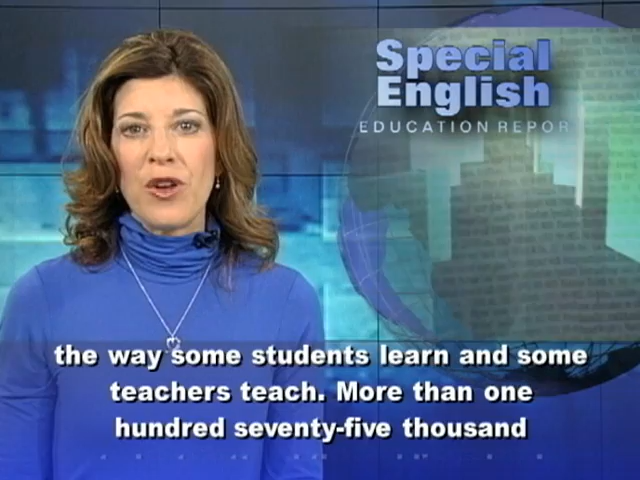 Special
English
EDUCATION REPOR
the way some students learn and some
teachers teach. More than one
hundred seventy-five thousand